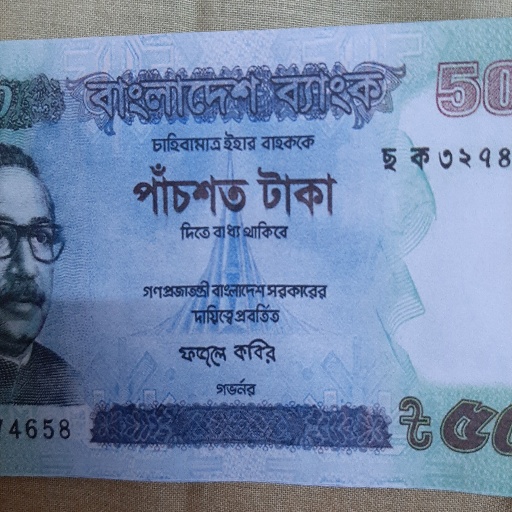 বাংলাদেশ ব্যাংক
50
চাহিবামাত্র ইহার বাহককে
ছ ক ৩২৭৪
পাঁচশত টাকা
দিতে বাধ্য থাকিবে
গণপ্রজাতন্ত্রী বাংলাদেশ সরকারের
দায়িত্বে প্রবর্তিত
ফজলে কবির
গভর্নর
74658
৳ ৫০